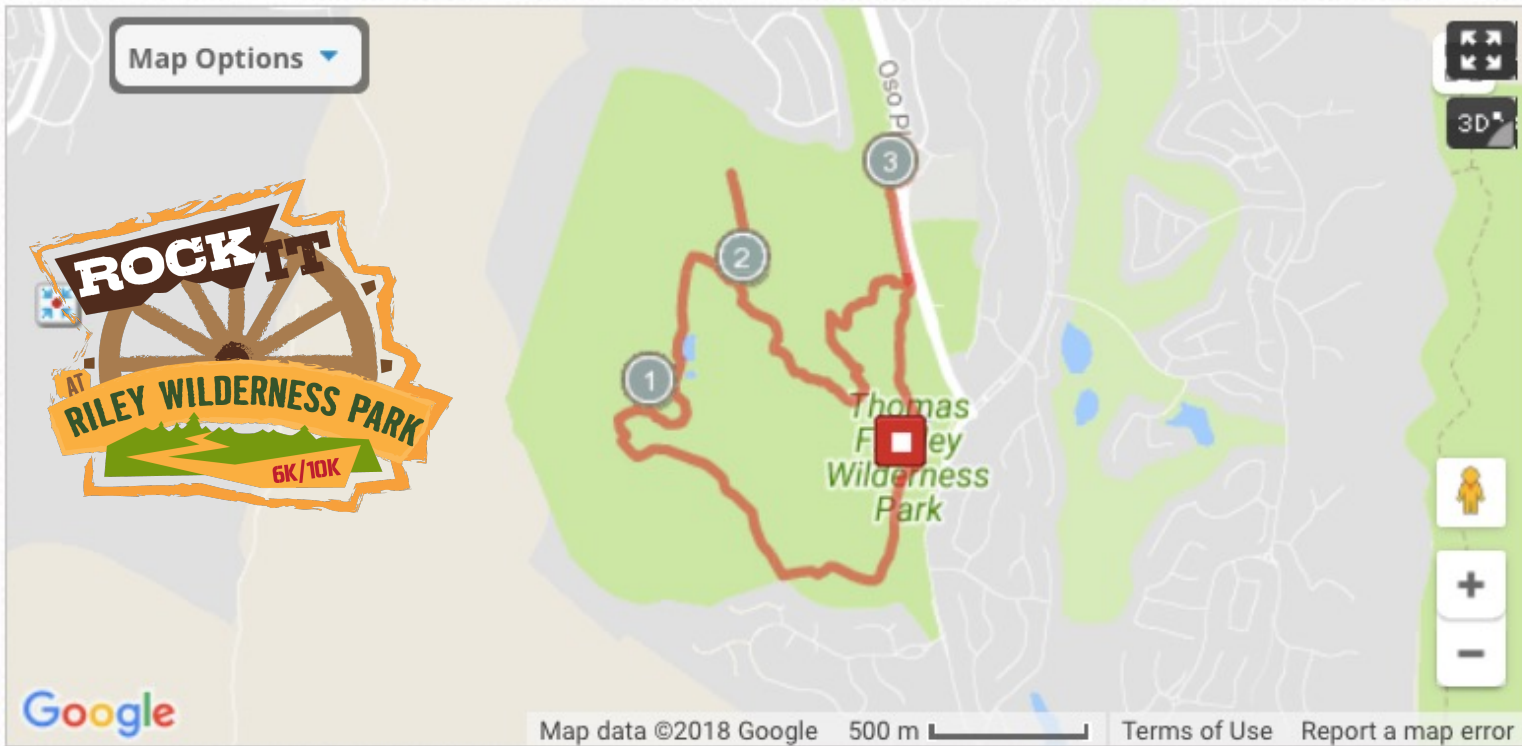 Map Options
Oso Pl
3D
3
2
1
ROCK IT
AT
RILEY WILDERNESS PARK
6K/10K
Thomas
F ey
Wilderness
Park
+
−
Google
Map data ©2018 Google
500 m
Terms of Use
Report a map error